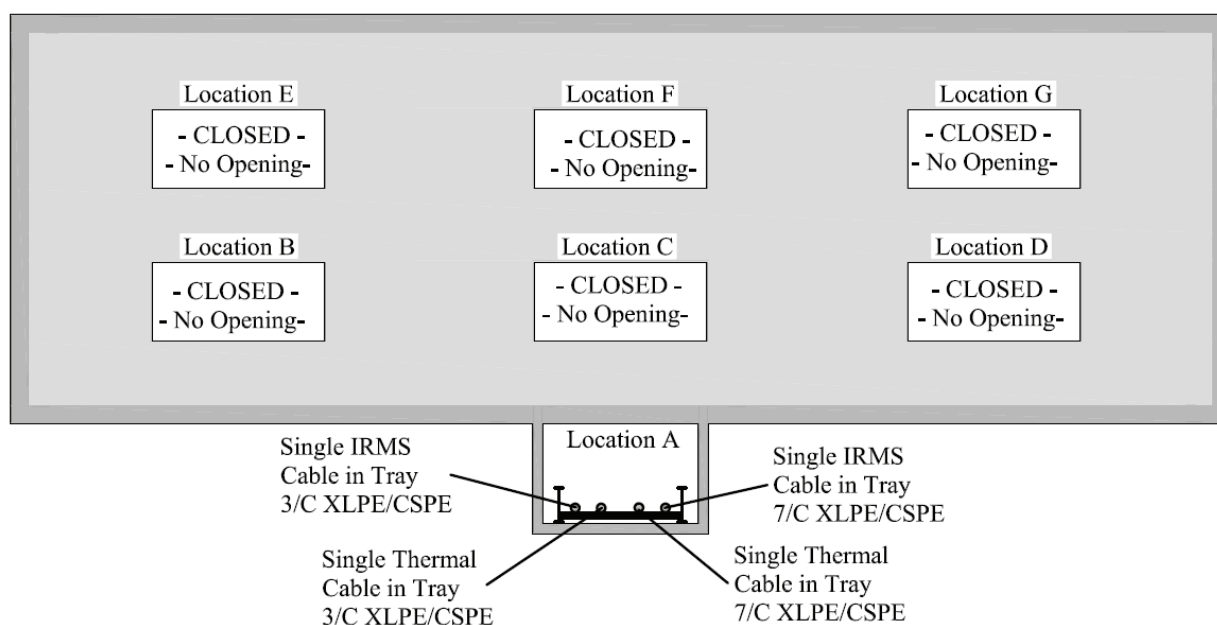 Location E
- CLOSED -
- No Opening-
Location F
- CLOSED -
- No Opening-
Location G
- CLOSED -
- No Opening-
Location B
- CLOSED -
- No Opening-
Location C
- CLOSED -
- No Opening-
Location D
- CLOSED -
- No Opening-
Location A
Single IRMS
Cable in Tray
3/C XLPE/CSPE
Single IRMS
Cable in Tray
7/C XLPE/CSPE
Single Thermal
Cable in Tray
3/C XLPE/CSPE
Single Thermal
Cable in Tray
7/C XLPE/CSPE